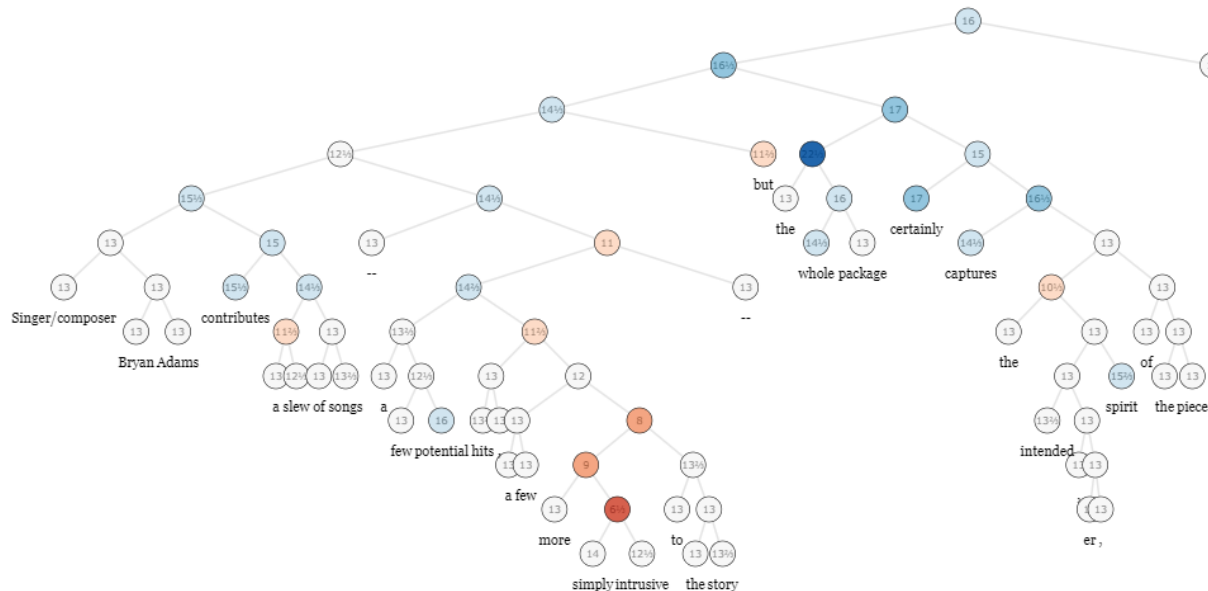 16
16½
14½ 17
12½ 11½ 15
but
15½ 14½ 13 16 17 16½
the certainly
13 15 13 11 14½ 13 14½ 13
-- whole package captures
13 13 15½ 14½ 14½ 13 10½ 13
Singer/composer contributes --
13 13 11½ 13 13½ 11½ 13 13 13 13
Bryan Adams the of
13 12½ 13 13½ 13 12½ 13 12 13 15½ 13 13
a slew of songs a spirit the piece
13 16 13 13 8 13½ 13
few potential hits , intended
13 13 9 13½ 13
a few
13 6½ 13 13 13
more to er ,
14 12½ 13 13½
simply intrusive the story